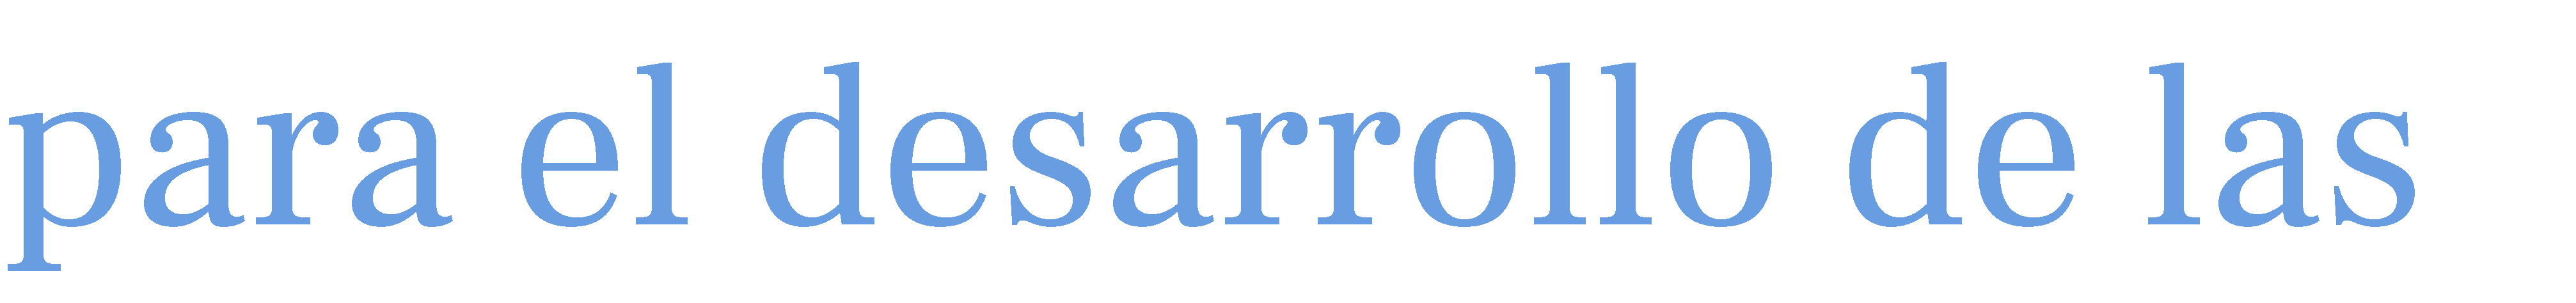 para el desarrollo de las